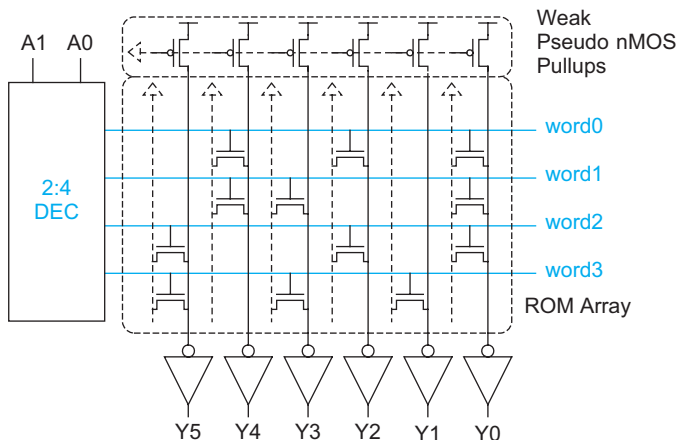 Weak
Pseudo nMOS
Pullups
A1 A0
2:4
DEC
word0
word1
word2
word3
ROM Array
Y5 Y4 Y3 Y2 Y1 Y0